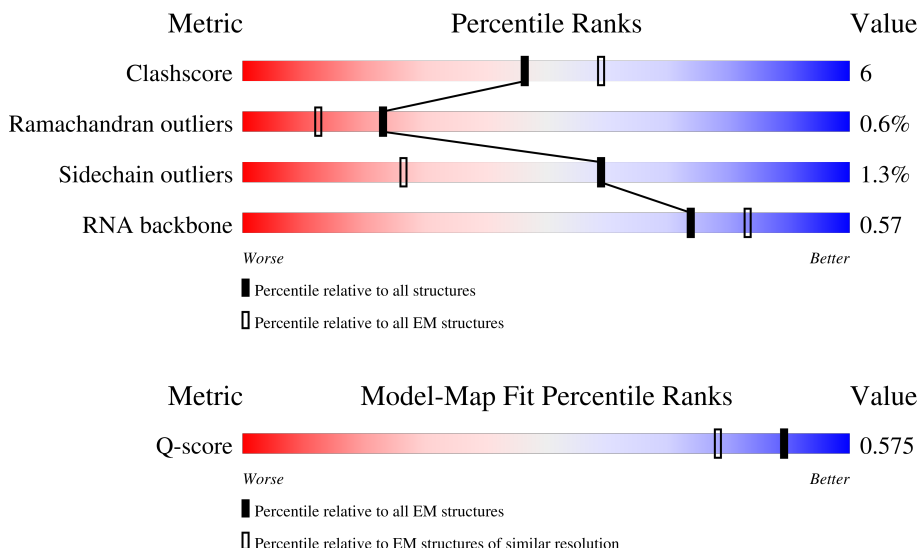 Metric Percentile Ranks Value
Clashscore 6
Ramachandran outliers 0.6%
Sidechain outliers 1.3%
RNA backbone 0.57
Worse Better
Percentile relative to all structures
Percentile relative to all EM structures
Metric Model-Map Fit Percentile Ranks Value
Q-score 0.575
Worse Better
Percentile relative to all EM structures
Percentile relative to EM structures of similar resolution